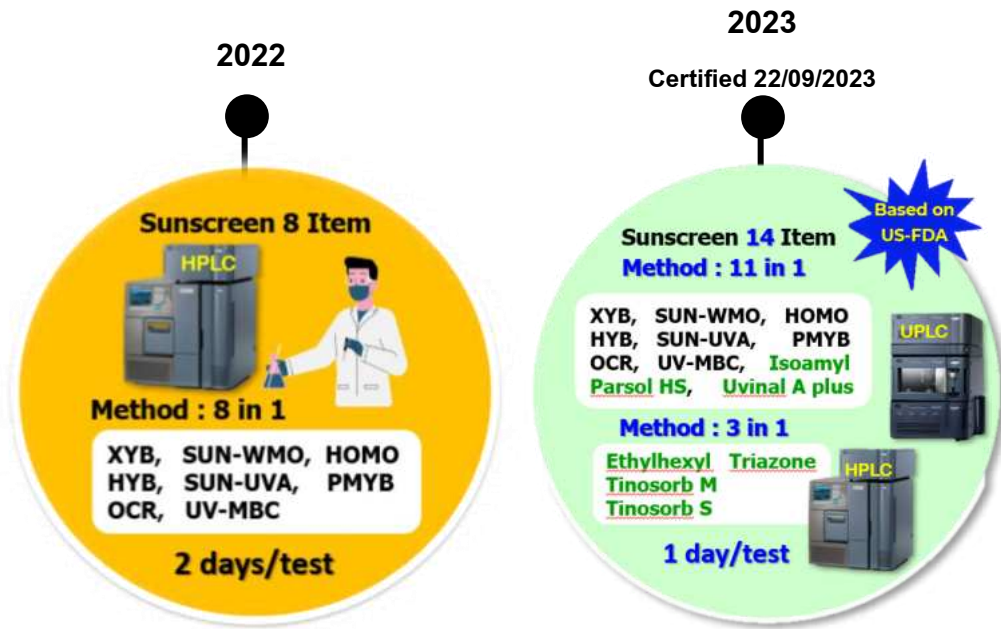 2022
Sunscreen 8 Item
HPLC
Method : 8 in 1
XYB, SUN-WMO, HOMO
HYB, SUN-UVA, PMYB
OCR, UV-MBC
2 days/test
2023
Certified 22/09/2023
Based on
US-FDA
Sunscreen 14 Item
Method : 11 in 1
XYB, SUN-WMO, HOMO
HYB, SUN-UVA, PMYB
OCR, UV-MBC, Isoamyl
Parsol HS, Uvinal A plus
UPLC
Method : 3 in 1
Ethylhexyl Triazone
Tinosorb M
Tinosorb S
HPLC
1 day/test